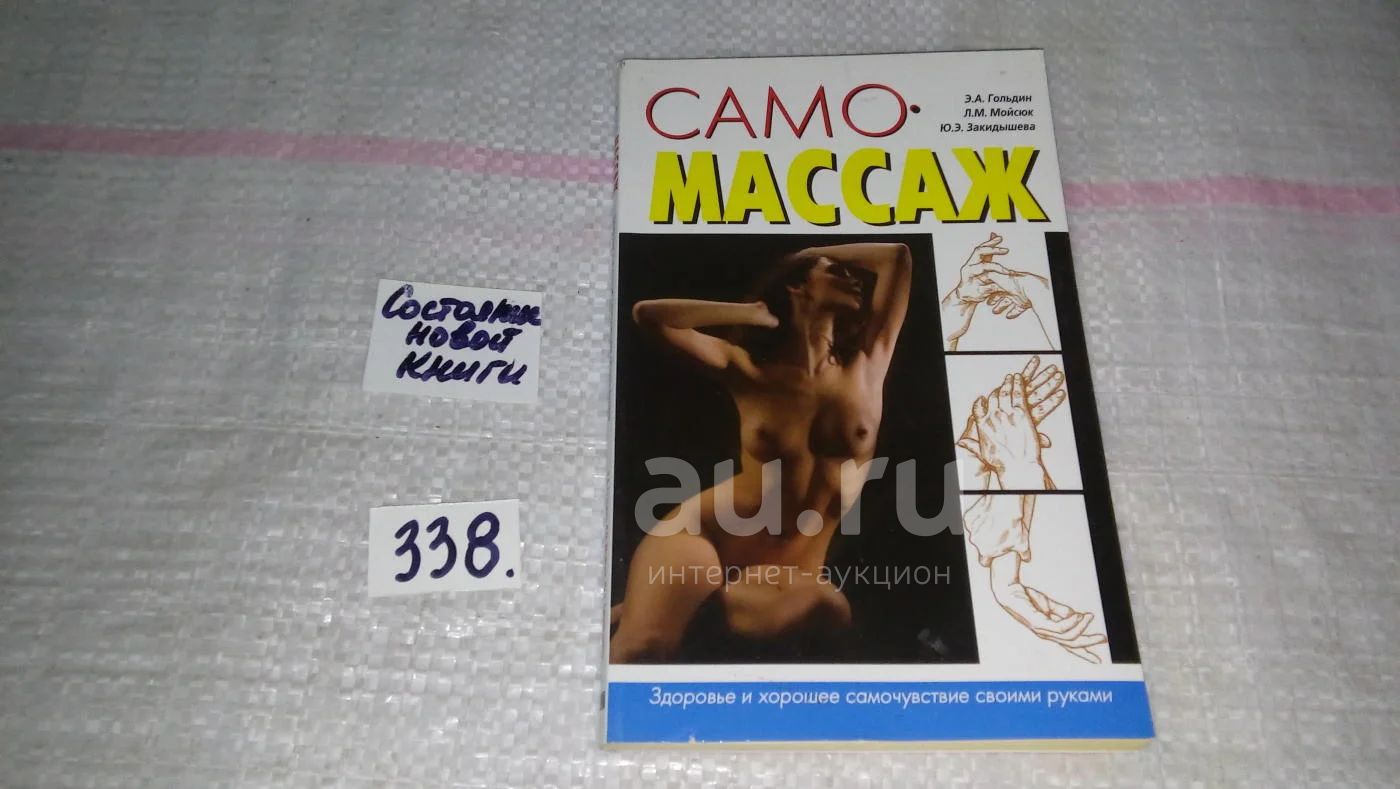 САМО-
МАССАЖ
Э.А. Гольдин
Л.М. Мойсюк
Ю.Э. Закидышева
Состояние
новой
книги
338.
au.ru
интернет-аукцион
Здоровье и хорошее самочувствие своими руками